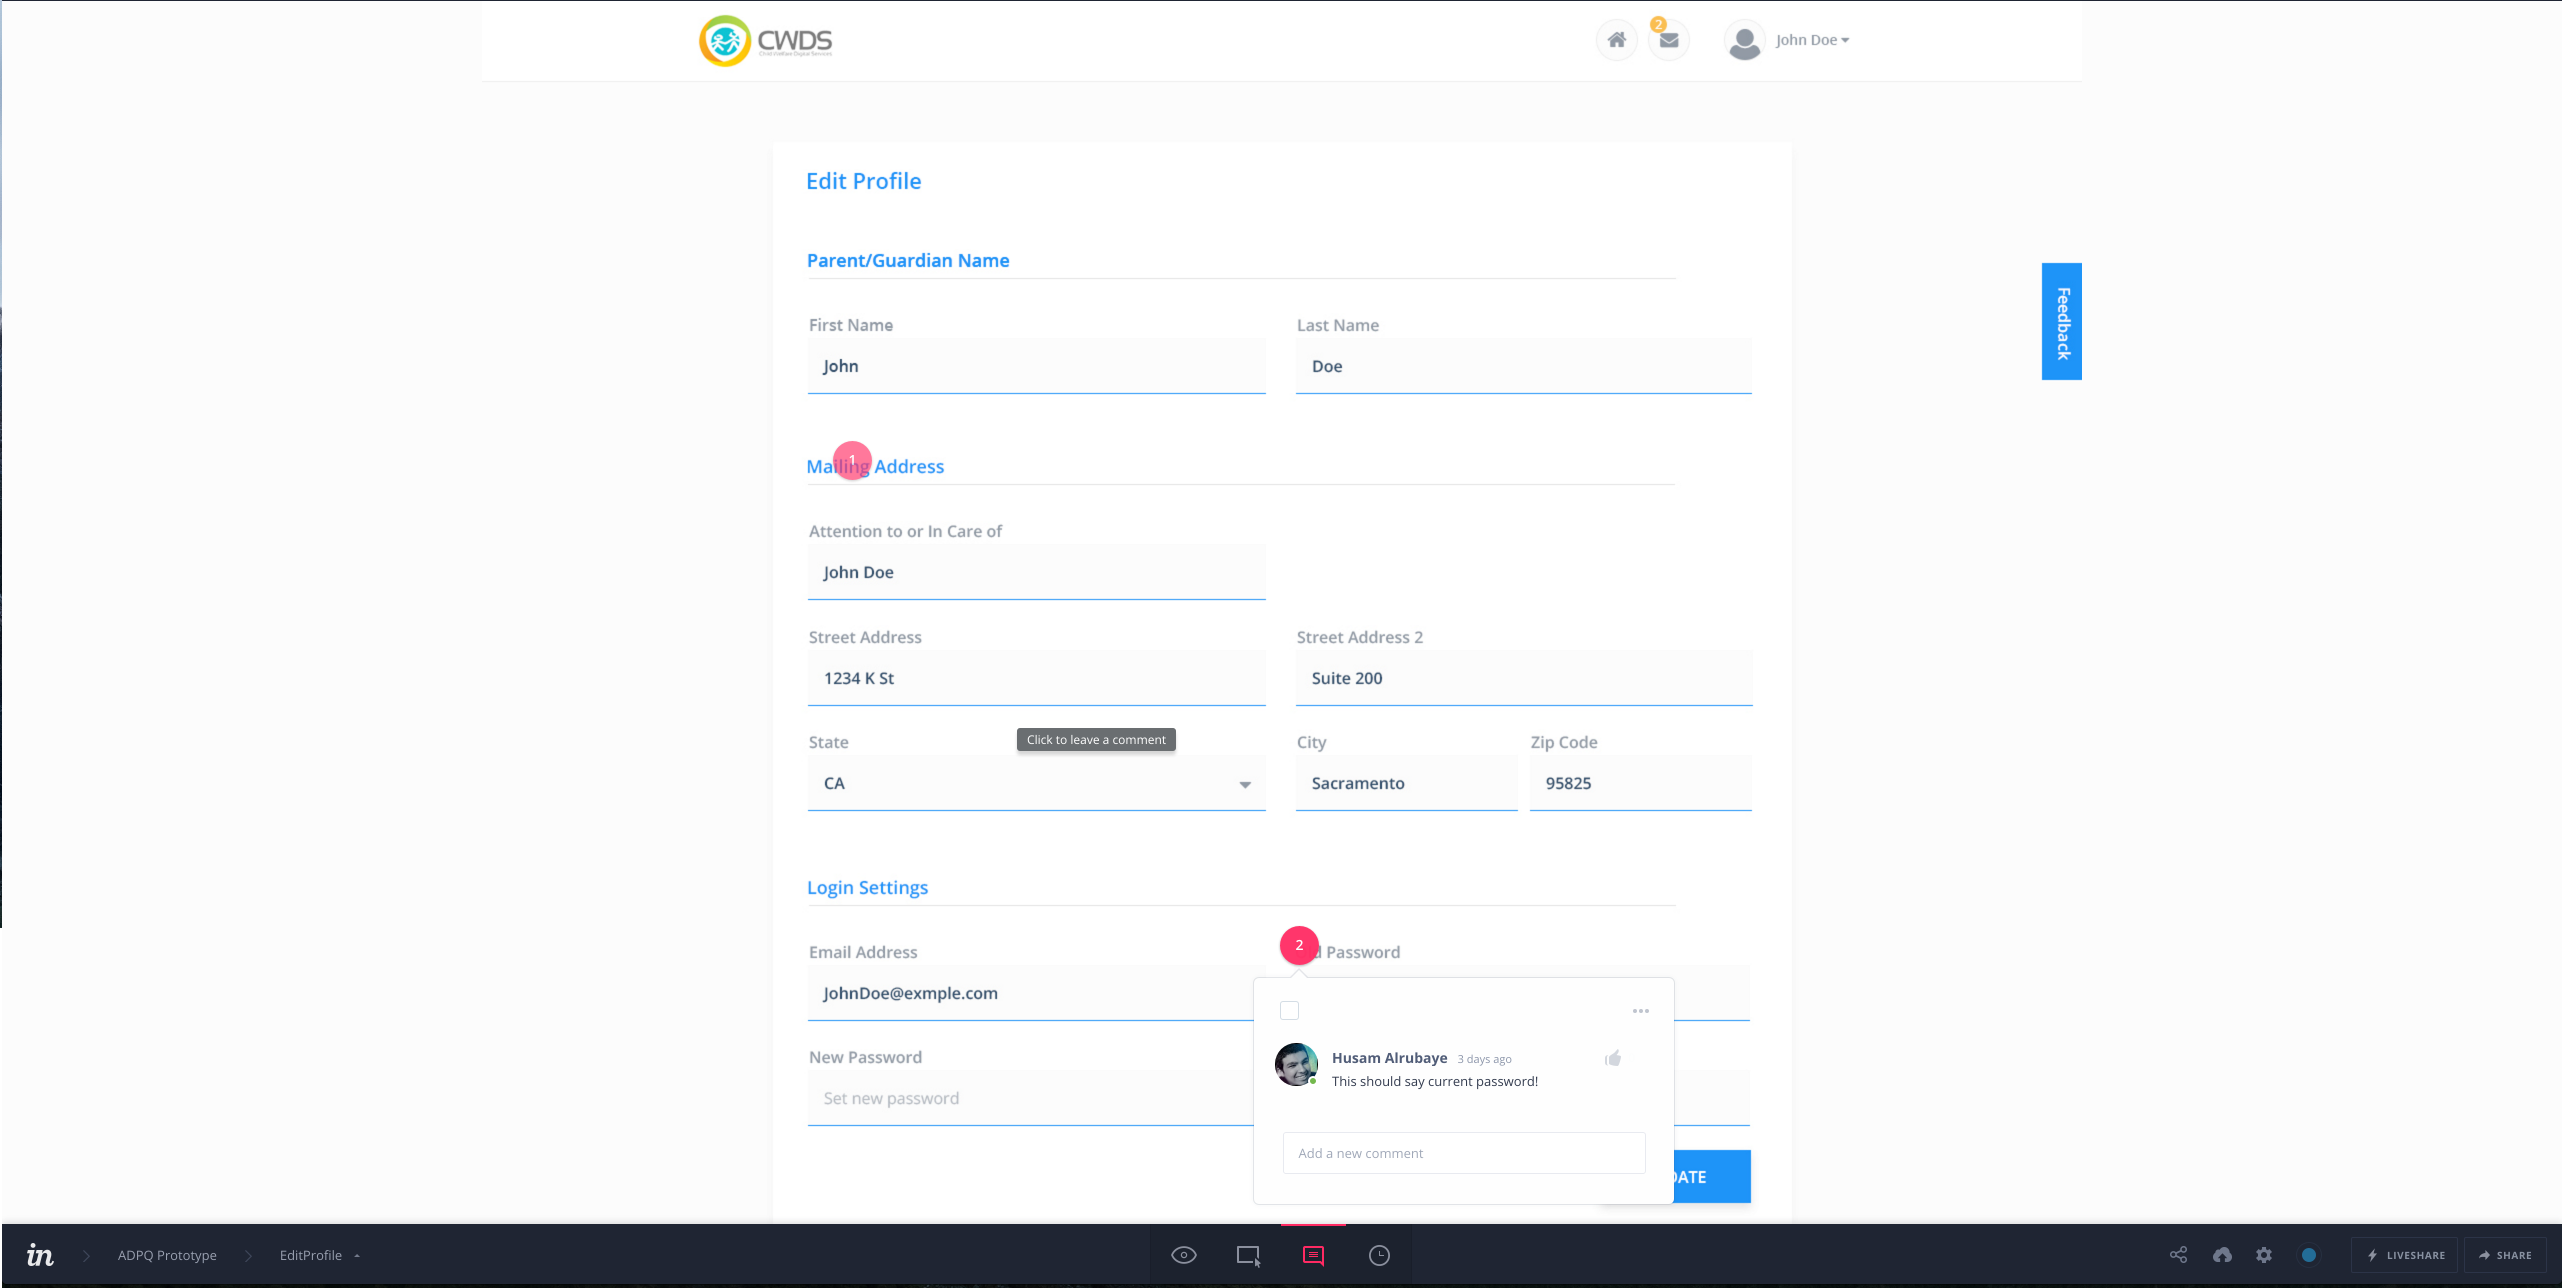 CWDS
2
John Doe
Edit Profile
Parent/Guardian Name
First Name
Last Name
John
Doe
Feedback
1
Mailing Address
Attention to or In Care of
John Doe
Street Address
Street Address 2
1234 K St
Suite 200
State
Click to leave a comment
City
Zip Code
CA
Sacramento
95825
Login Settings
Email Address
2
d Password
JohnDoe@exmple.com
New Password
Husam Alrubaye 3 days ago
This should say current password!
Set new password
Add a new comment
DATE
in
ADPQ Prototype
EditProfile
LIVESHARE
SHARE